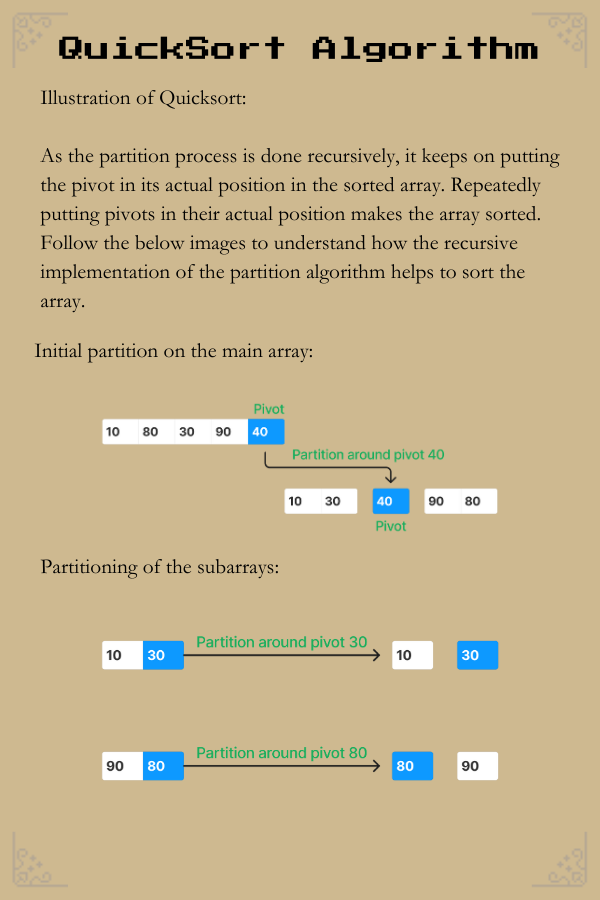 QuickSort Algorithm
Illustration of Quicksort:
As the partition process is done recursively, it keeps on putting
the pivot in its actual position in the sorted array. Repeatedly
putting pivots in their actual position makes the array sorted.
Follow the below images to understand how the recursive
implementation of the partition algorithm helps to sort the
array.
Initial partition on the main array:
Pivot
10 80 30 90 40
Partition around pivot 40
10 30 40 90 80
Pivot
Partitioning of the subarrays:
Partition around pivot 30
10 30 10 30
Partition around pivot 80
90 80 80 90